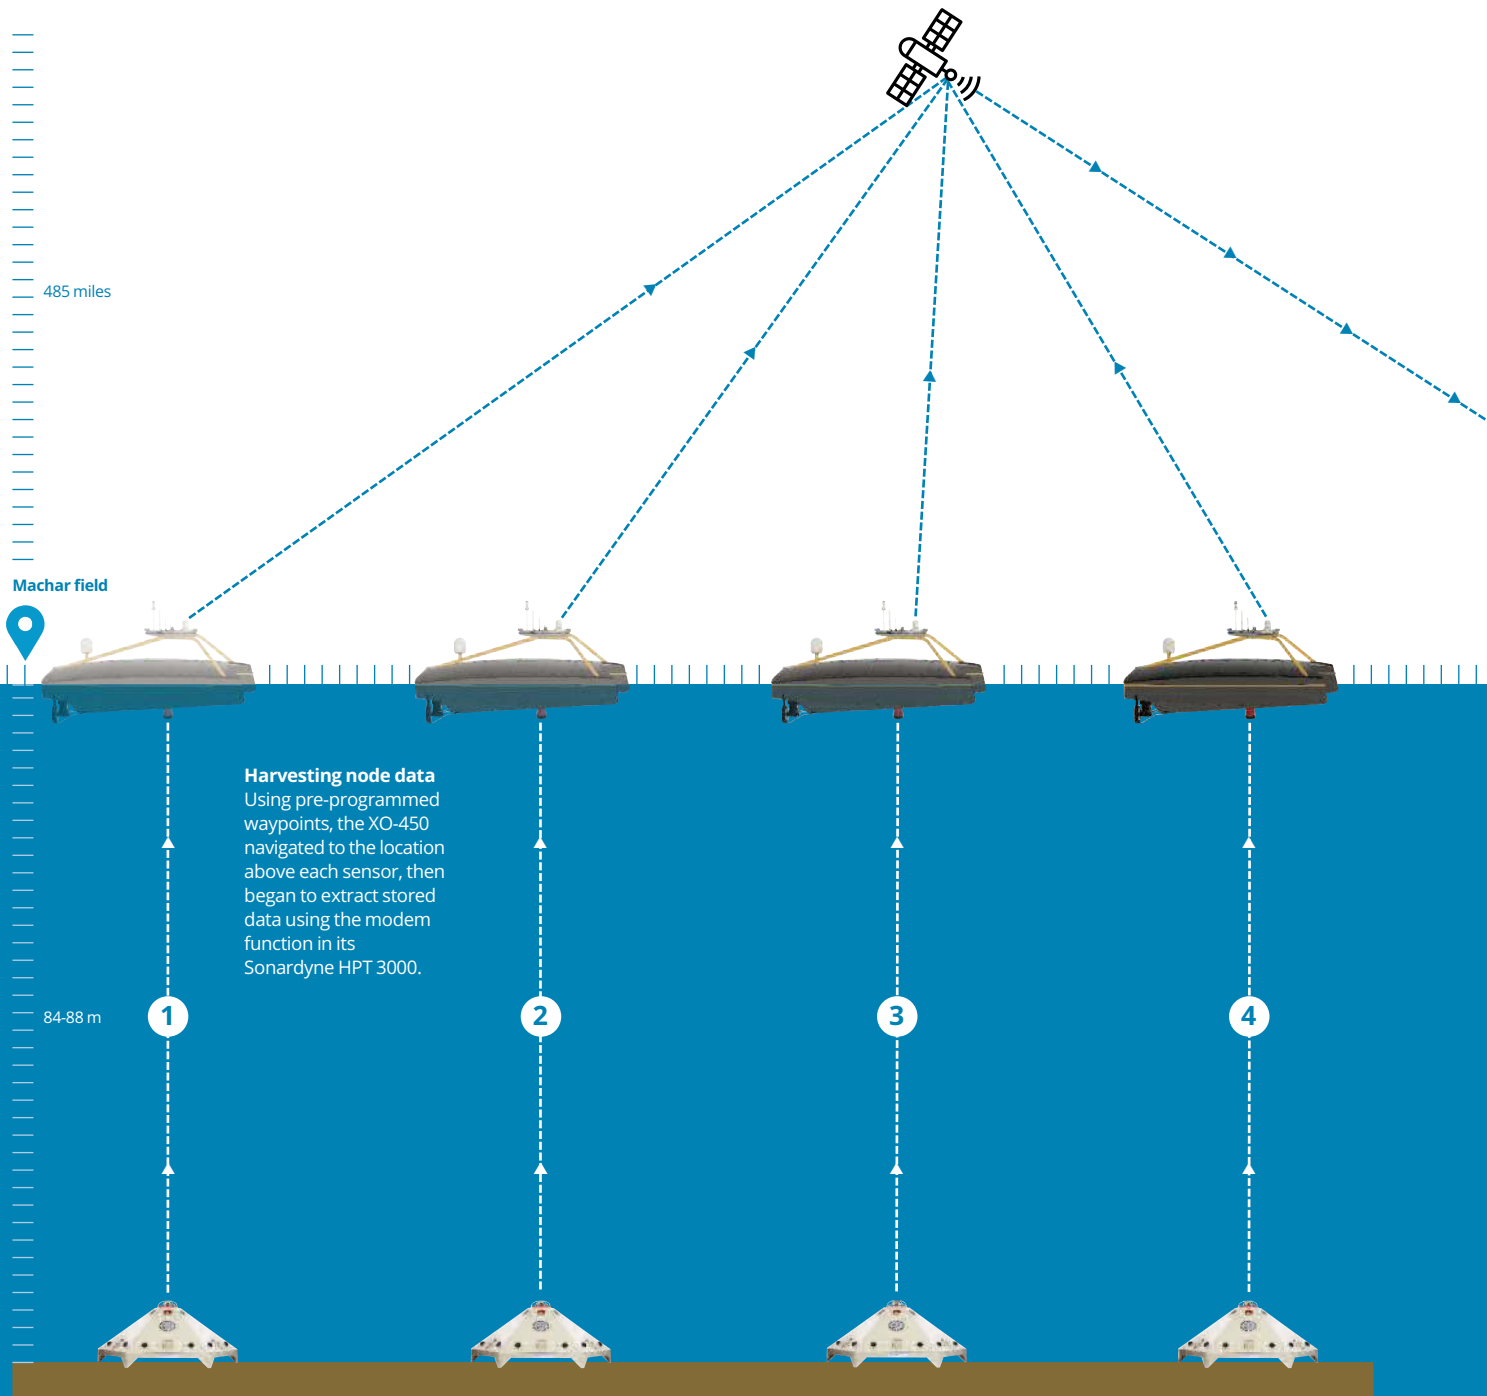 485 miles
Machar field
Harvesting node data
Using pre-programmed
waypoints, the XO-450
navigated to the location
above each sensor, then
began to extract stored
data using the modem
function in its
Sonardyne HPT 3000.
84-88 m
1
2
3
4